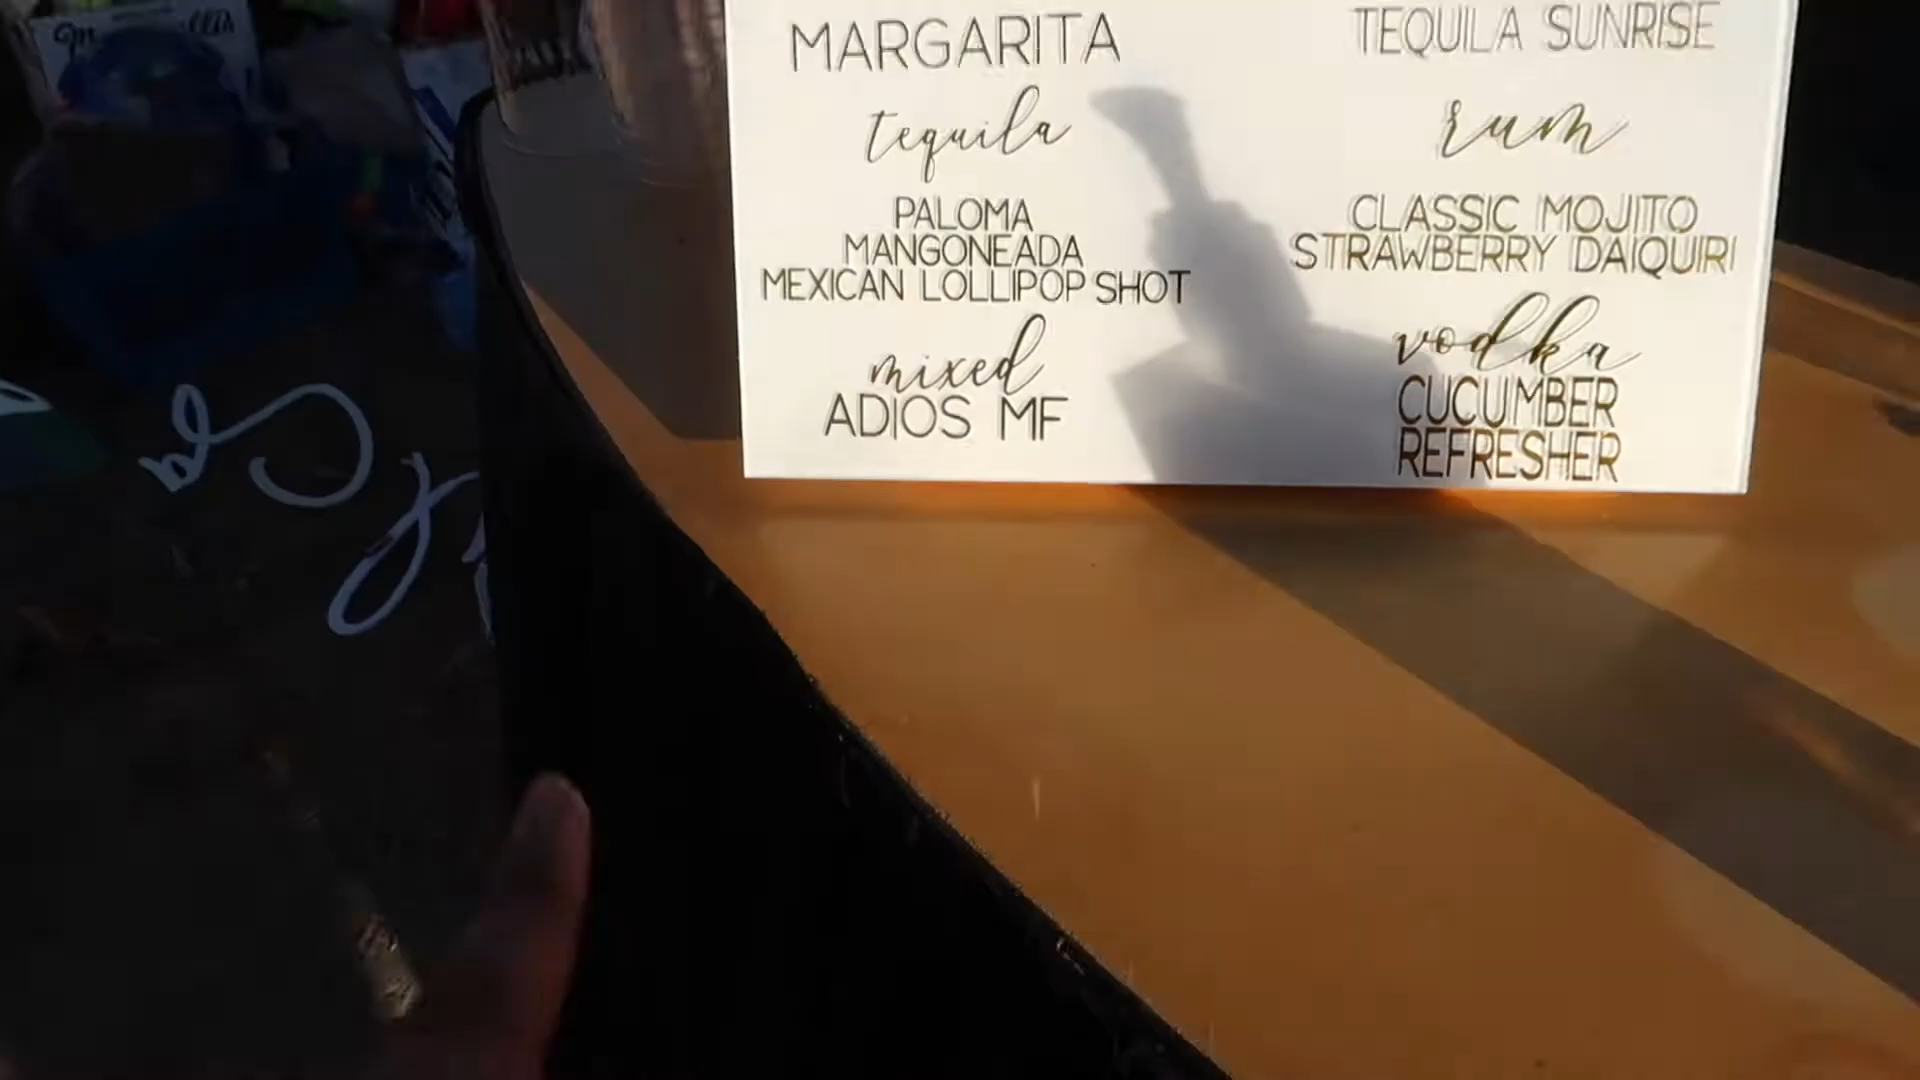 MARGARITA
tequila
PALOMA
MANGONEADA
MEXICAN LOLLIPOP SHOT
mixed
ADIOS MF
TEQUILA SUNRISE
rum
CLASSIC MOJITO
STRAWBERRY DAIQUIRI
vodka
CUCUMBER
REFRESHER